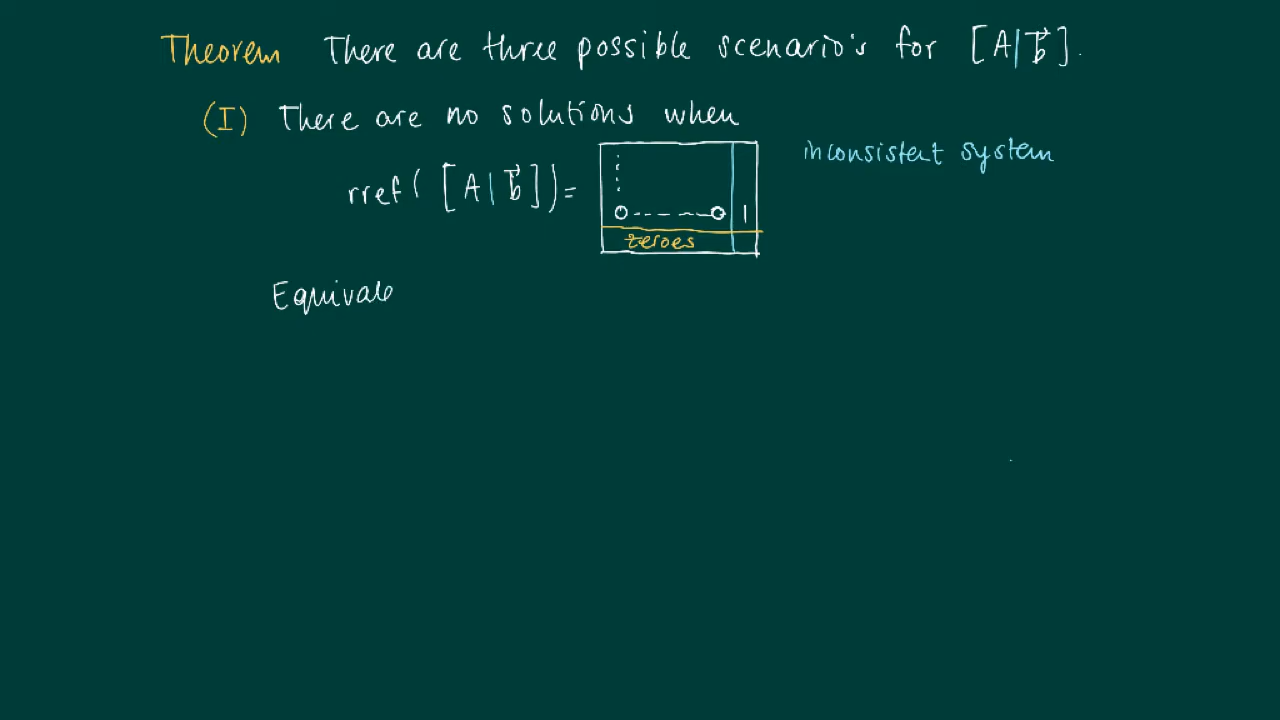 Theorem There are three possible scenario's for [A|b⃗].
(I) There are no solutions when
inconsistent system
rref([A|b⃗])=
0 ---- 0 1
zeroes
Equivale